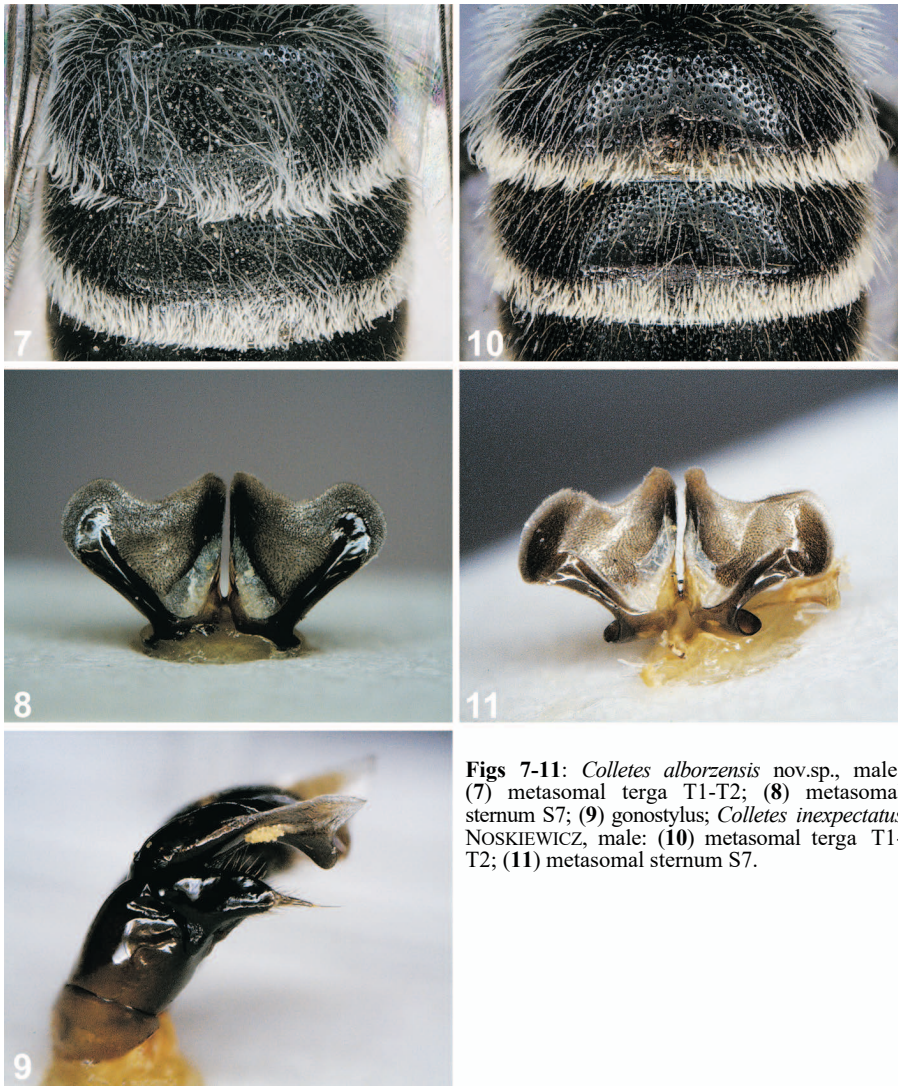 7
10
8
11
Figs 7-11: Colletes alborzensis nov.sp., male
(7) metasomal terga T1-T2; (8) metasoma
sternum S7; (9) gonostylus; Colletes inexpectatus
NOSKIEWICZ, male: (10) metasomal terga T1-
T2; (11) metasomal sternum S7.
9